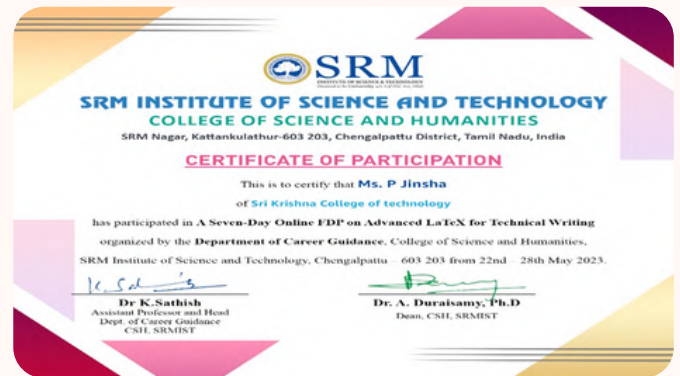 SRM
INSTITUTE OF SCIENCE & TECHNOLOGY
SRM INSTITUTE OF SCIENCE AND TECHNOLOGY
COLLEGE OF SCIENCE AND HUMANITIES
SRM Nagar, Kattankulathur-603 203, Chengalpattu District, Tamil Nadu, India
CERTIFICATE OF PARTICIPATION
This is to certify that Ms. P Jinsha
of Sri Krishna College of technology
has participated in A Seven-Day Online FDP on Advanced LaTeX for Technical Writing
organized by the Department of Career Guidance, College of Science and Humanities,
SRM Institute of Science and Technology, Chengalpattu – 603 203 from 22nd – 28th May 2023.
Dr K.Sathish
Assistant Professor and Head
Dept. of Career Guidance
CSH, SRMIST
Dr. A. Duraisamy, Ph.D
Dean, CSH, SRMIST